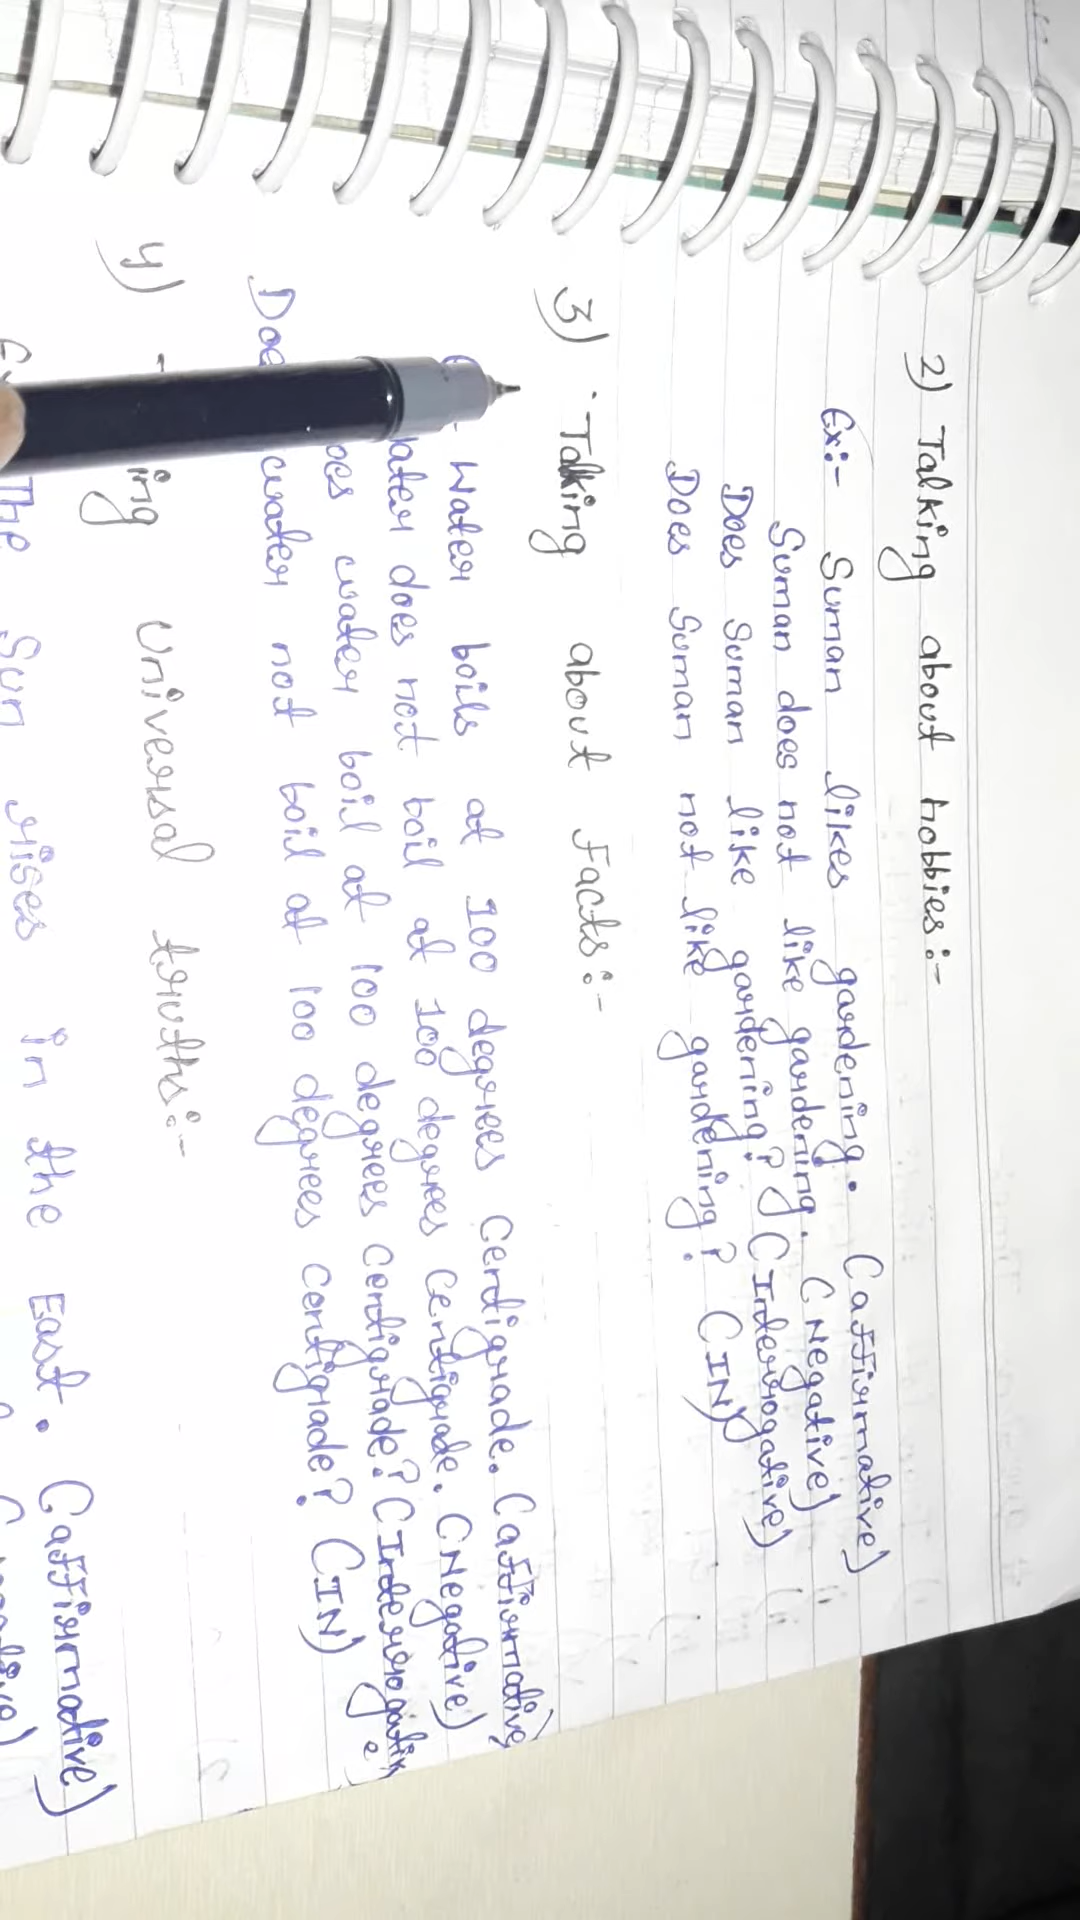 2) Talking about hobbies:-
Ex:- Suman likes gardening. (affirmative)
Suman does not like gardening. (Negative)
Does Suman like gardening? (Interrogative)
Does Suman not like gardening? (IN)
3) Talking about Facts:-
Water boils at 100 degrees Centigrade. (affirmative)
water does not boil at 100 degrees Centigrade. (Negative)
oes water boil at 100 degrees Centigrade? (Interrogative)
Doe water not boil at 100 degrees centigrade? (IN)
4) ing universal truths:-
The Sun rises in the East. (affirmative)